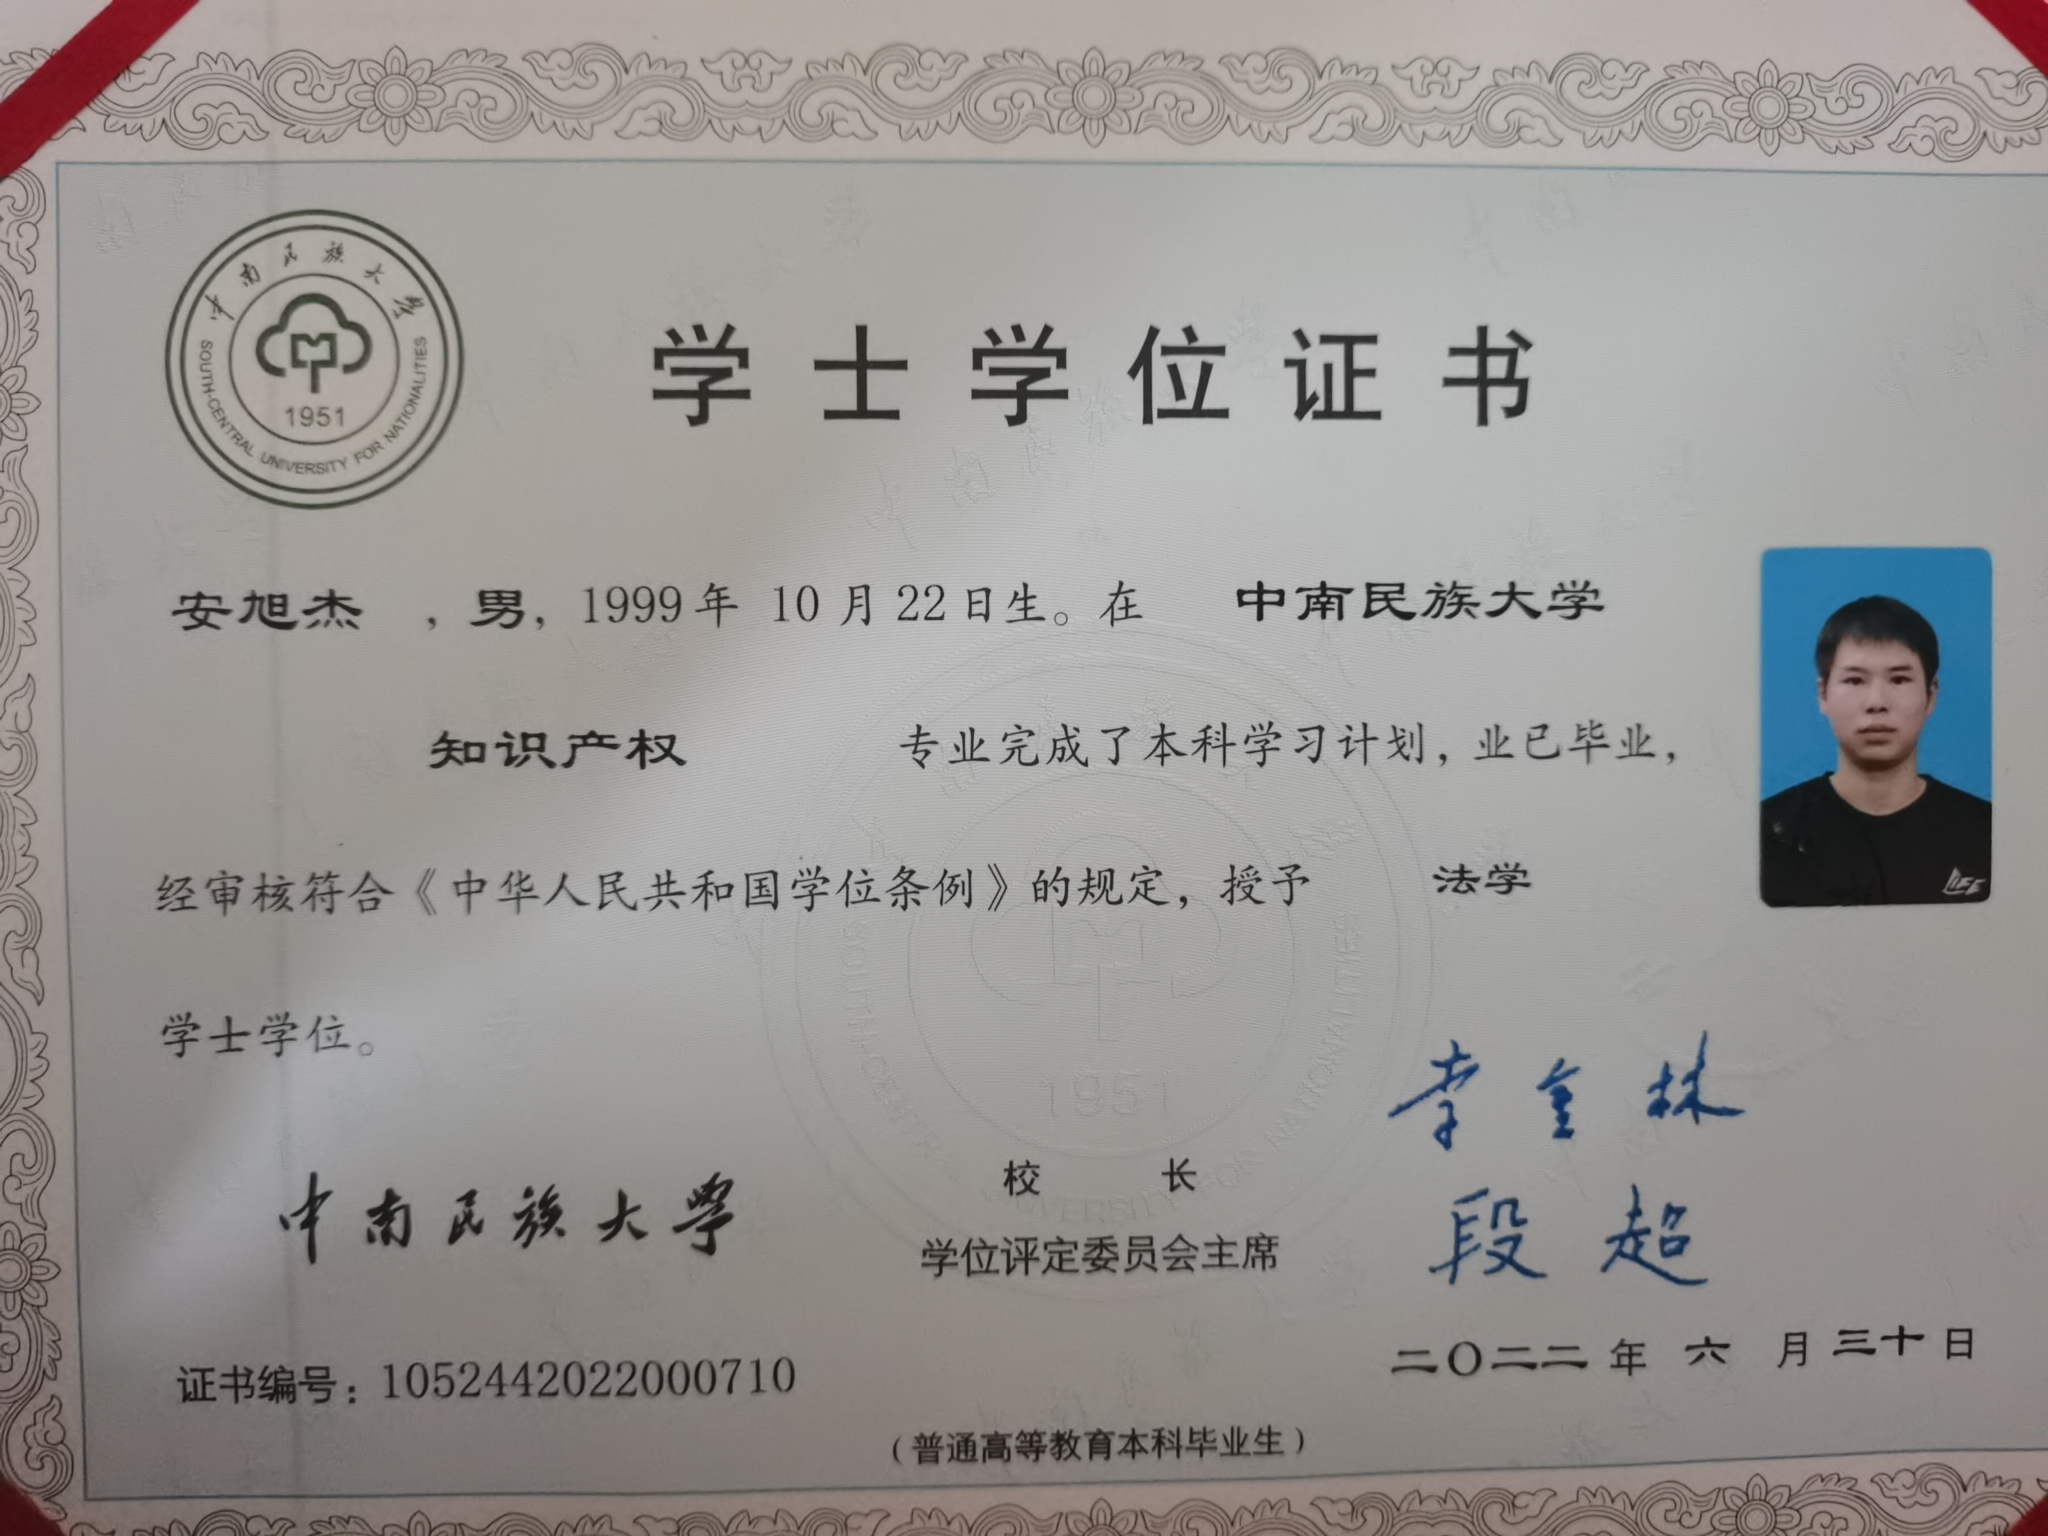 中南民族大学
SOUTH-CENTRAL UNIVERSITY FOR NATIONALITIES
1951
学士学位证书
安旭杰，男，1999年 10月22日生。在 中南民族大学
知识产权 专业完成了本科学习计划，业已毕业，
经审核符合《中华人民共和国学位条例》的规定，授予 法学
学士学位。
李金林
中南民族大學
校长
段超
学位评定委员会主席
二〇二二年 六 月三十日
证书编号：1052442022000710
（普通高等教育本科毕业生）